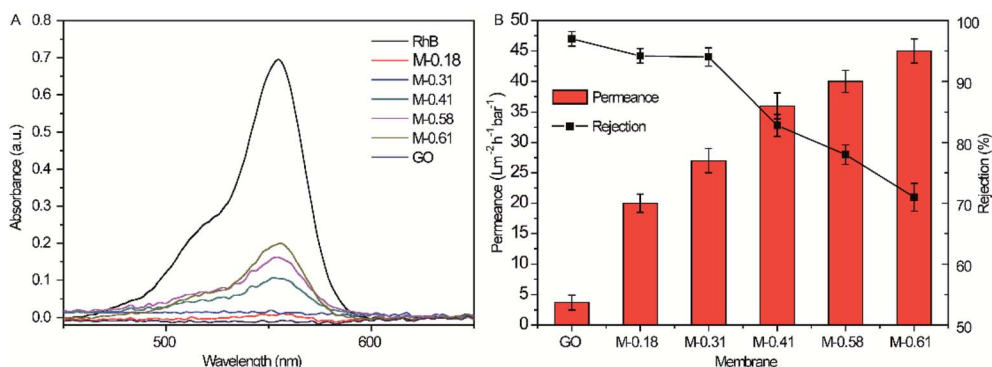 A
0.8
0.7
0.6
0.5
0.4
0.3
0.2
0.1
0.0
Absorbance (a.u.)
500
600
Wavelength (nm)
RhB
M-0.18
M-0.31
M-0.41
M-0.58
M-0.61
GO
B
50
45
40
35
30
25
20
15
10
5
0
Permeance (Lm⁻²h⁻¹bar⁻¹)
Permeance
Rejection
GO
M-0.18
M-0.31
M-0.41
M-0.58
M-0.61
Membrane
100
90
80
70
60
50
Rejection (%)